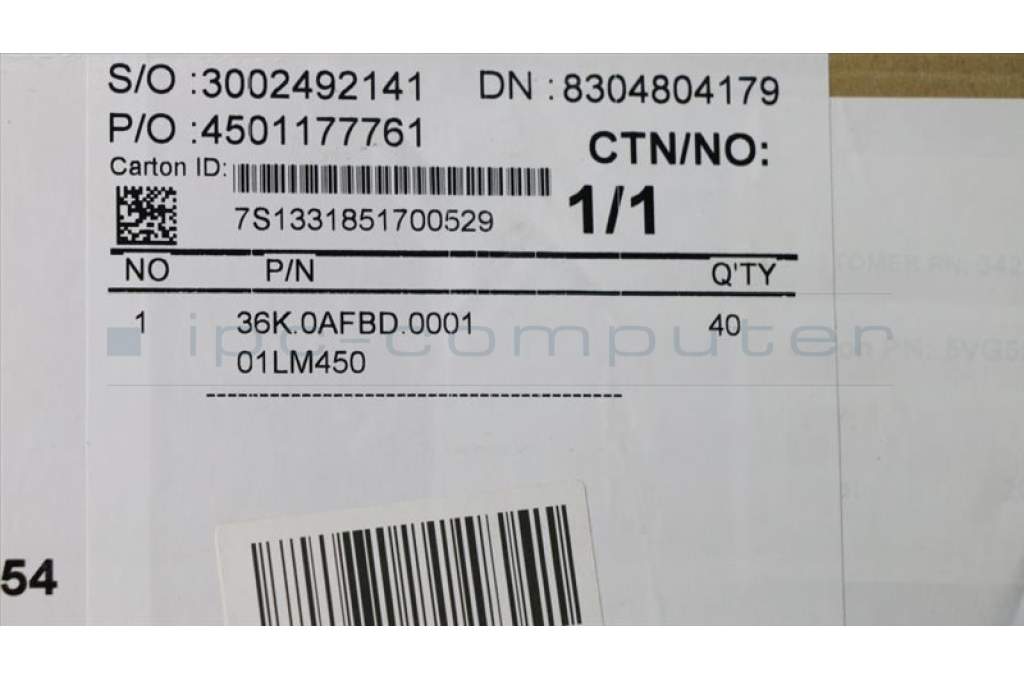 S/O :3002492141 DN :8304804179
P/O :4501177761
CTN/NO:
Carton ID:
7S1331851700529
1/1
NO P/N Q'TY
1 36K.0AFBD.0001 40
01LM450
ipc-computer
54